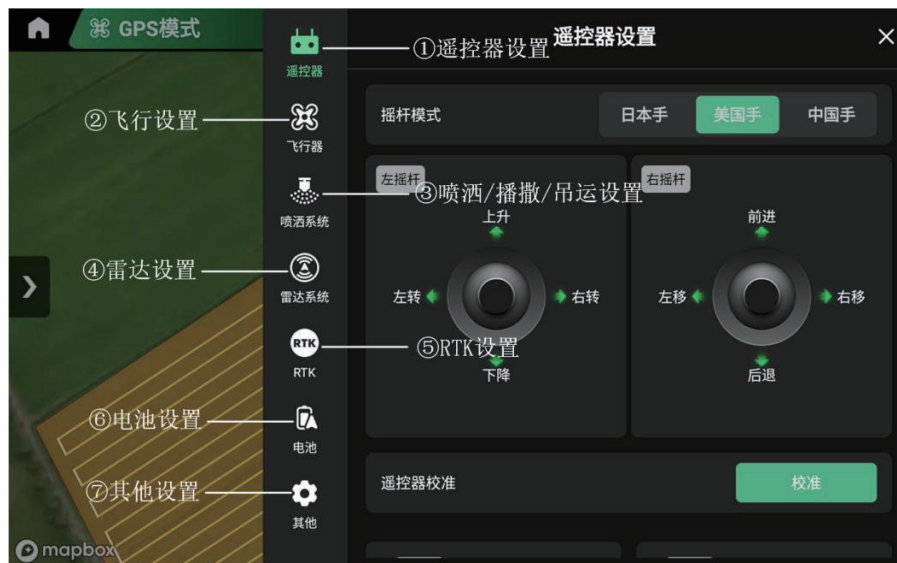 GPS模式
遥控器设置
①遥控器设置
遥控器
②飞行设置
飞行器
③喷洒/播撒/吊运设置
喷洒系统
④雷达设置
雷达系统
⑤RTK设置
RTK
RTK
⑥电池设置
电池
⑦其他设置
其他
摇杆模式
日本手
美国手
中国手
左摇杆
上升
左转
右转
下降
右摇杆
前进
左移
右移
后退
遥控器校准
校准
mapbox